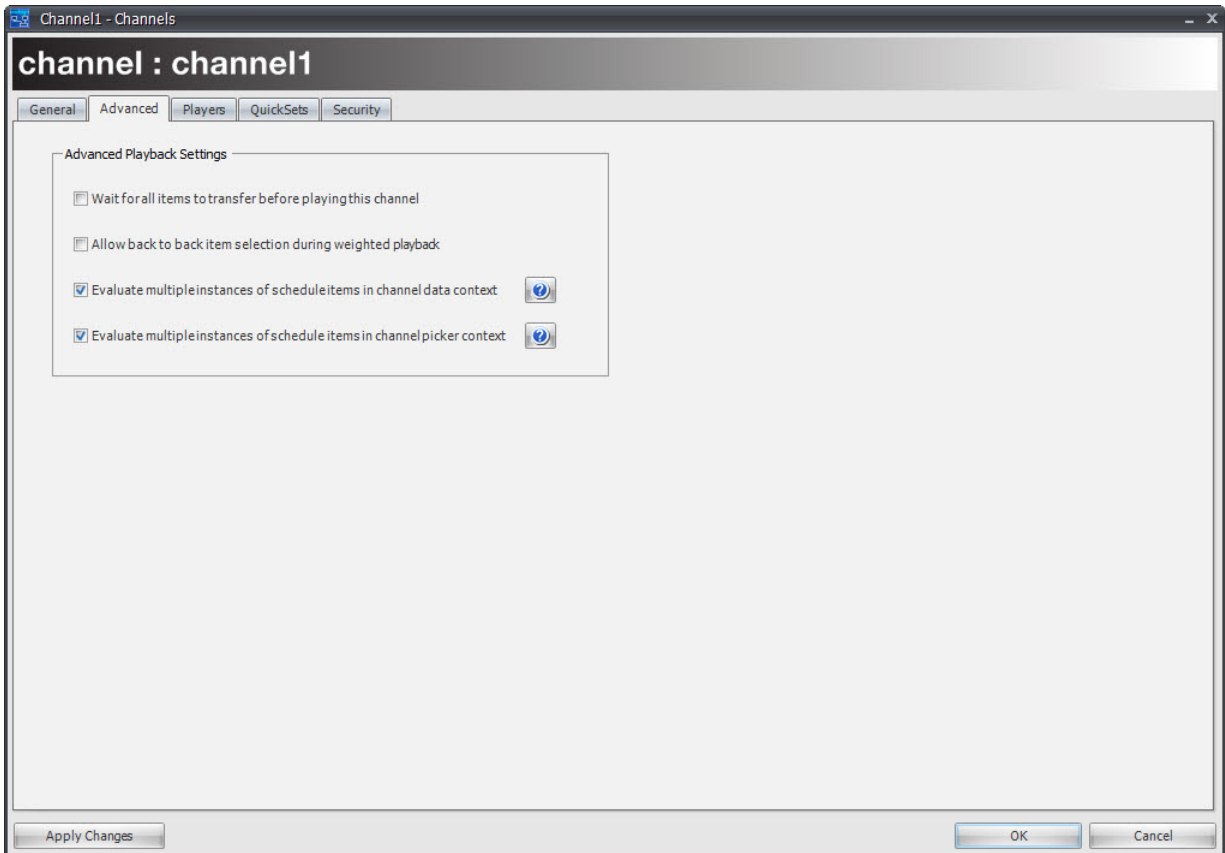 Channel1 - Channels
channel : channel1
General Advanced Players QuickSets Security
Advanced Playback Settings
Wait for all items to transfer before playing this channel
Allow back to back item selection during weighted playback
Evaluate multiple instances of schedule items in channel data context
Evaluate multiple instances of schedule items in channel picker context
Apply Changes OK Cancel